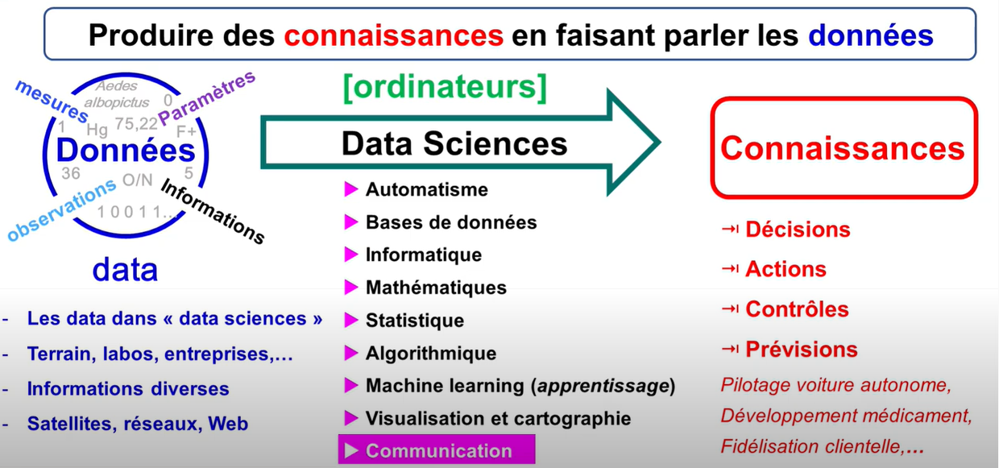 Produire des connaissances en faisant parler les données
mesures
Aedes
albopictus
0
Paramètres
1
Hg
75,22
F+
Données
36
O/N
5
observations
Informations
1 0 0 1 1...
data
- Les data dans « data sciences »
- Terrain, labos, entreprises,...
- Informations diverses
- Satellites, réseaux, Web
[ordinateurs]
Data Sciences
▶ Automatisme
▶ Bases de données
▶ Informatique
▶ Mathématiques
▶ Statistique
▶ Algorithmique
▶ Machine learning (apprentissage)
▶ Visualisation et cartographie
▶ Communication
Connaissances
⇥ Décisions
⇥ Actions
⇥ Contrôles
⇥ Prévisions
Pilotage voiture autonome,
Développement médicament,
Fidélisation clientelle,...